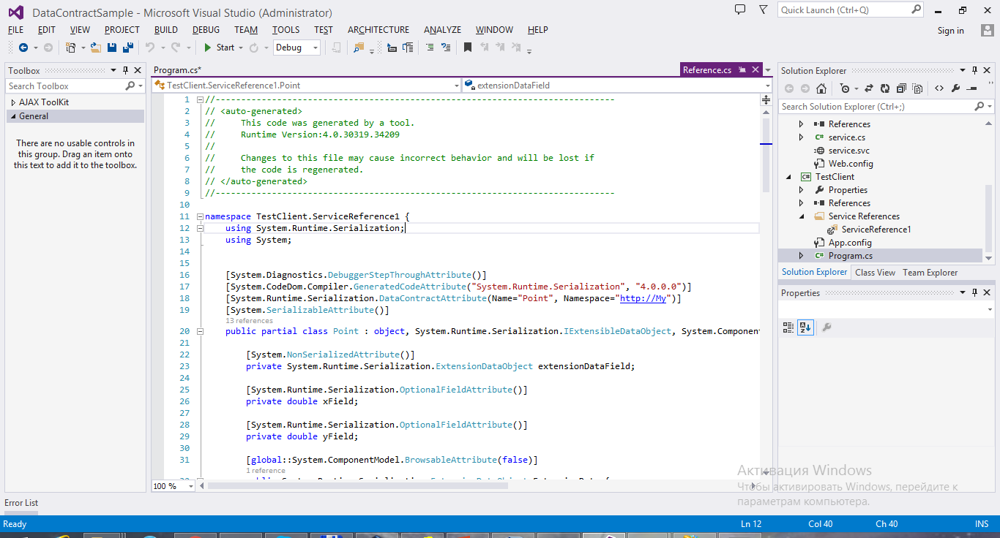 DataContractSample - Microsoft Visual Studio (Administrator)
Quick Launch (Ctrl+Q)
FILE EDIT VIEW PROJECT BUILD DEBUG TEAM TOOLS TEST ARCHITECTURE ANALYZE WINDOW HELP
Sign in
Start
Debug
Toolbox
Search Toolbox
AJAX ToolKit
General
There are no usable controls in
this group. Drag an item onto
this text to add it to the toolbox.
Program.cs*
Reference.cs
TestClient.ServiceReference1.Point
extensionDataField
1 //------------------------------------------------------------------------------
2 // <auto-generated>
3 //     This code was generated by a tool.
4 //     Runtime Version:4.0.30319.34209
5 //
6 //     Changes to this file may cause incorrect behavior and will be lost if
7 //     the code is regenerated.
8 // </auto-generated>
9 //------------------------------------------------------------------------------
10
11 namespace TestClient.ServiceReference1 {
12     using System.Runtime.Serialization;
13     using System;
14
15
16     [System.Diagnostics.DebuggerStepThroughAttribute()]
17     [System.CodeDom.Compiler.GeneratedCodeAttribute("System.Runtime.Serialization", "4.0.0.0")]
18     [System.Runtime.Serialization.DataContractAttribute(Name="Point", Namespace="http://My")]
19     [System.SerializableAttribute()]
13 references
20     public partial class Point : object, System.Runtime.Serialization.IExtensibleDataObject, System.Component
21
22         [System.NonSerializedAttribute()]
23         private System.Runtime.Serialization.ExtensionDataObject extensionDataField;
24
25         [System.Runtime.Serialization.OptionalFieldAttribute()]
26         private double xField;
27
28         [System.Runtime.Serialization.OptionalFieldAttribute()]
29         private double yField;
30
31         [global::System.ComponentModel.BrowsableAttribute(false)]
1 reference
100 %
Solution Explorer
Search Solution Explorer (Ctrl+;)
References
C# service.cs
service.svc
Web.config
C# TestClient
Properties
References
Service References
ServiceReference1
App.config
C# Program.cs
Solution Explorer Class View Team Explorer
Properties
Активация Windows
Чтобы активировать Windows, перейдите к
параметрам компьютера.
Error List
Ready
Ln 12 Col 40 Ch 40 INS